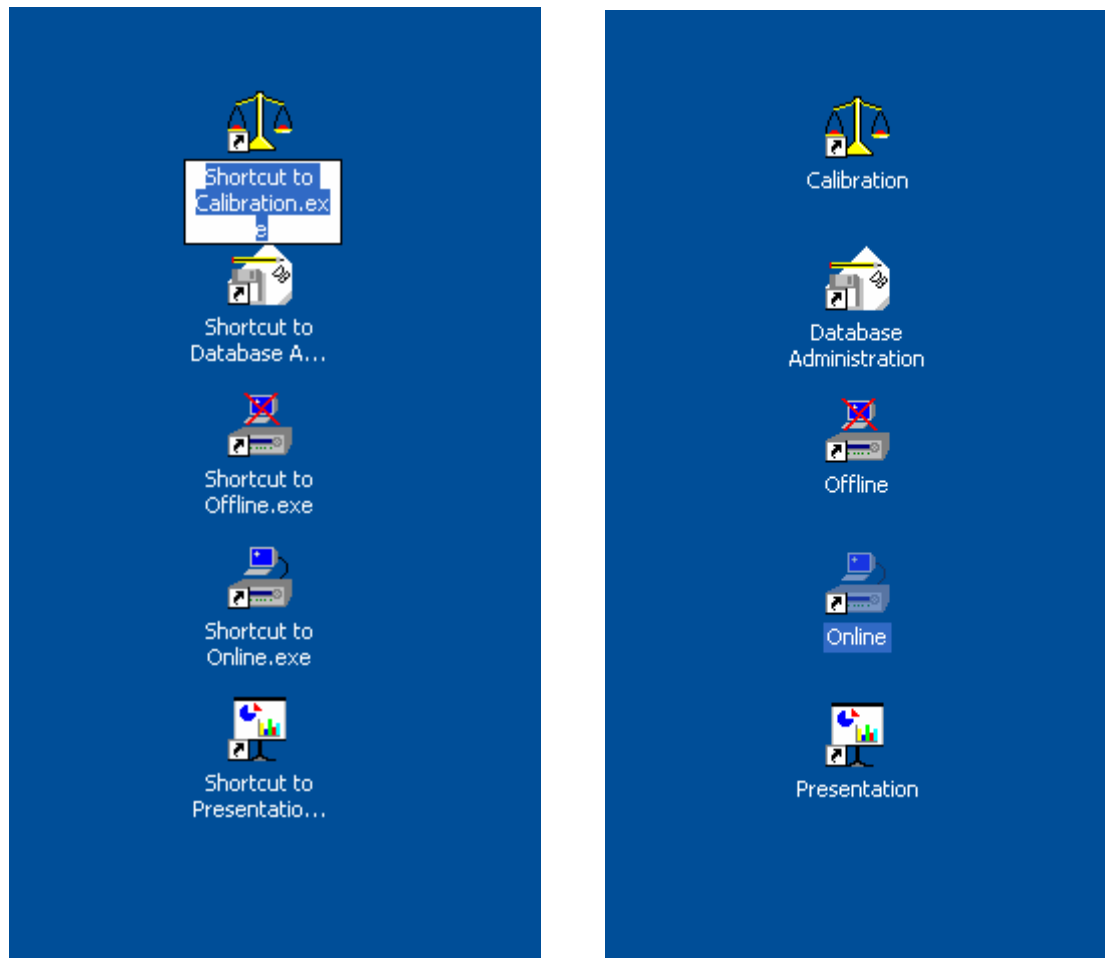 Shortcut to
Calibration.ex
e
Shortcut to
Database A...
Shortcut to
Offline.exe
Shortcut to
Online.exe
Shortcut to
Presentatio...
Calibration
Database
Administration
Offline
Online
Presentation